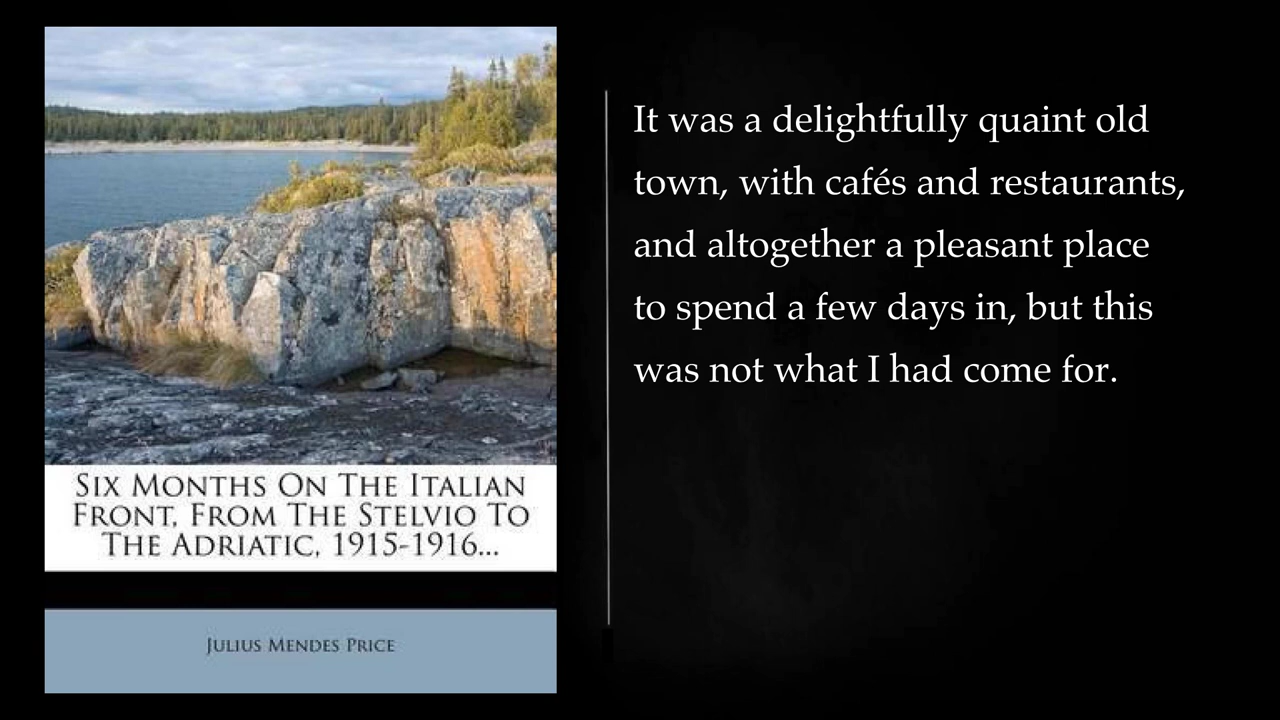 SIX MONTHS ON THE ITALIAN
FRONT, FROM THE STELVIO TO
THE ADRIATIC, 1915-1916...
JULIUS MENDES PRICE
It was a delightfully quaint old
town, with cafés and restaurants,
and altogether a pleasant place
to spend a few days in, but this
was not what I had come for.